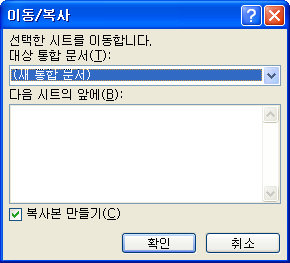 이동/복사
선택한 시트를 이동합니다.
대상 통합 문서(T):
(새 통합 문서)
다음 시트의 앞에(B):
복사본 만들기(C)
확인
취소